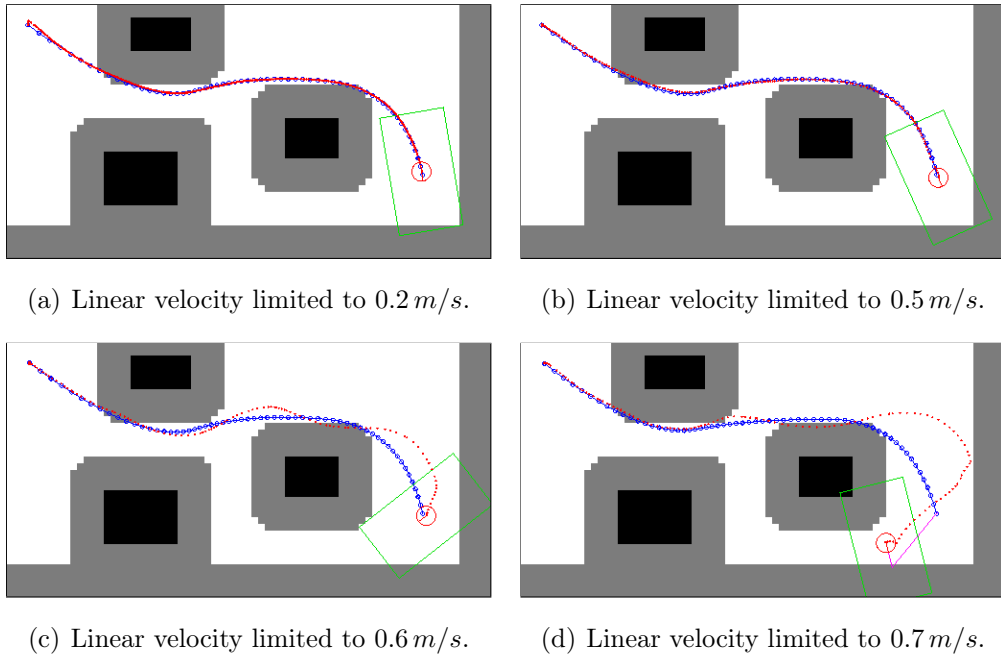 (a) Linear velocity limited to 0.2 m/s.
(b) Linear velocity limited to 0.5 m/s.
(c) Linear velocity limited to 0.6 m/s.
(d) Linear velocity limited to 0.7 m/s.